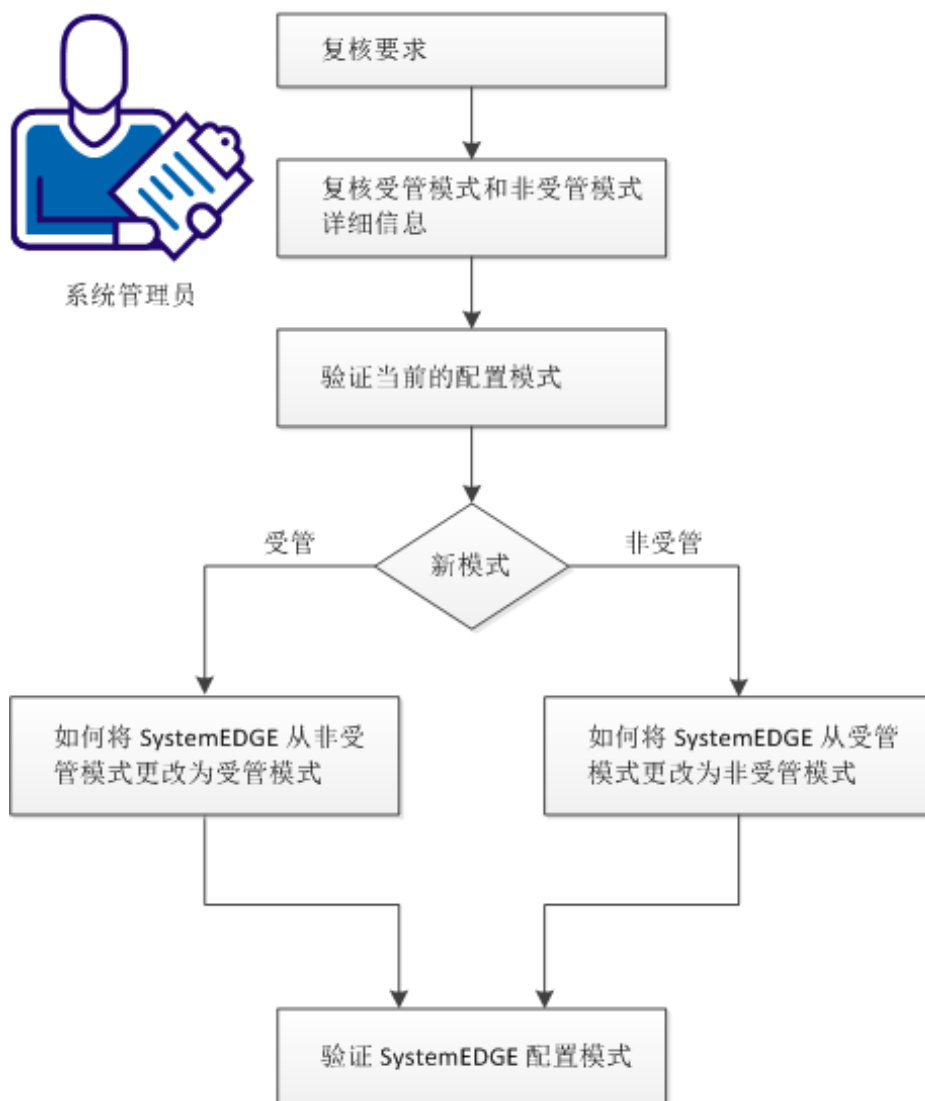 复核要求
复核受管模式和非受管模式
详细信息
系统管理员
验证当前的配置模式
受管
非受管
新模式
如何将 SystemEDGE 从非受
管模式更改为受管模式
如何将 SystemEDGE 从受管
模式更改为非受管模式
验证 SystemEDGE 配置模式